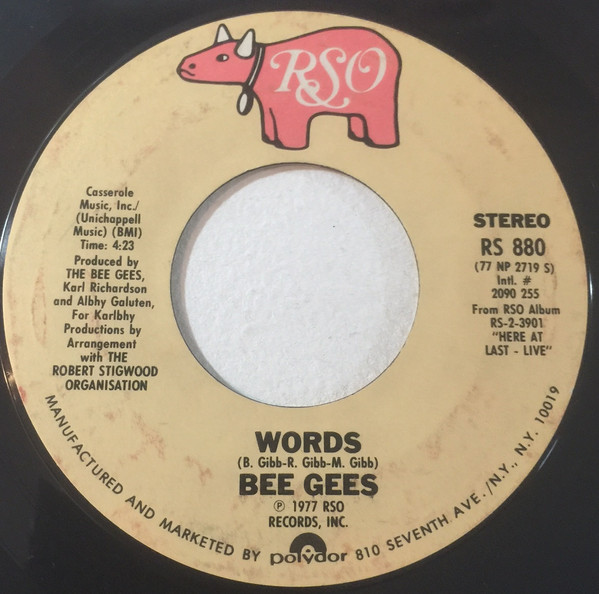 RSO
Casserole
Music, Inc./
(Unichappell
Music) (BMI)
Time: 4:23
Produced by
THE BEE GEES,
Karl Richardson
and Albhy Galuten,
For Karlbhy
Productions by
Arrangement
with THE
ROBERT STIGWOOD
ORGANISATION
STEREO
RS 880
(77 NP 2719 S)
Intl. #
2090 255
From RSO Album
RS-2-3901
"HERE AT
LAST - LIVE"
WORDS
(B. Gibb-R. Gibb-M. Gibb)
BEE GEES
℗ 1977 RSO
RECORDS, INC.
MANUFACTURED AND MARKETED BY polydor 810 SEVENTH AVE./N.Y., N.Y. 10019